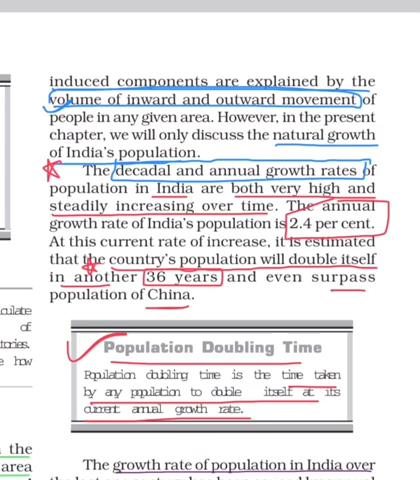 induced components are explained by the
volume of inward and outward movement of
people in any given area. However, in the present
chapter, we will only discuss the natural growth
of India's population.
The decadal and annual growth rates of
population in India are both very high and
steadily increasing over time. The annual
growth rate of India's population is 2.4 per cent.
At this current rate of increase, it is estimated
that the country's population will double itself
in another 36 years and even surpass
population of China.
Population Doubling Time
Population doubling time is the time taken
by any population to double itself at its
current annual growth rate.
The growth rate of population in India over
culate
of
tories.
e how
n the
area